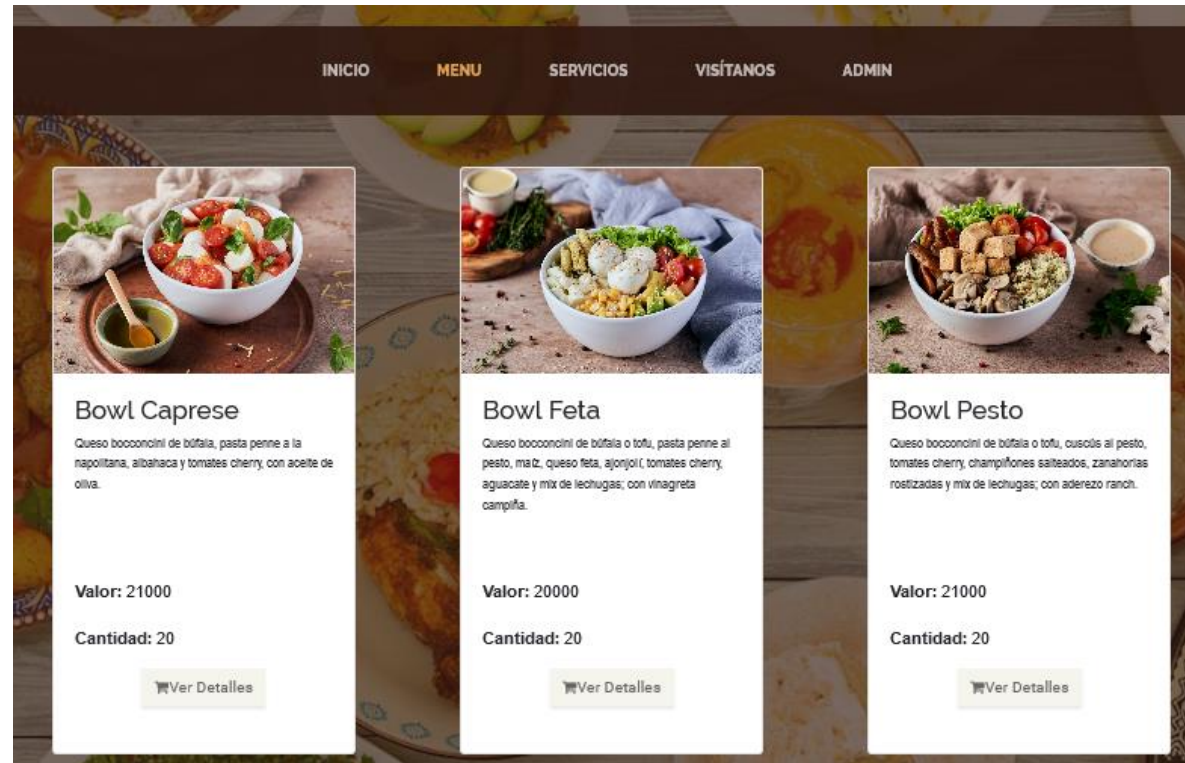 INICIO MENU SERVICIOS VISÍTANOS ADMIN
Bowl Caprese
Queso bocconcini de búfala, pasta penne a la
napolitana, albahaca y tomates cherry, con aceite de
oliva.
Valor: 21000
Cantidad: 20
Ver Detalles
Bowl Feta
Queso bocconcini de búfala o tofu, pasta penne al
pesto, maíz, queso feta, ajonjolí, tomates cherry,
aguacate y mix de lechugas; con vinagreta
campiña.
Valor: 20000
Cantidad: 20
Ver Detalles
Bowl Pesto
Queso bocconcini de búfala o tofu, cuscús al pesto,
tomates cherry, champiñones salteados, zanahorias
rostizadas y mix de lechugas; con aderezo ranch.
Valor: 21000
Cantidad: 20
Ver Detalles